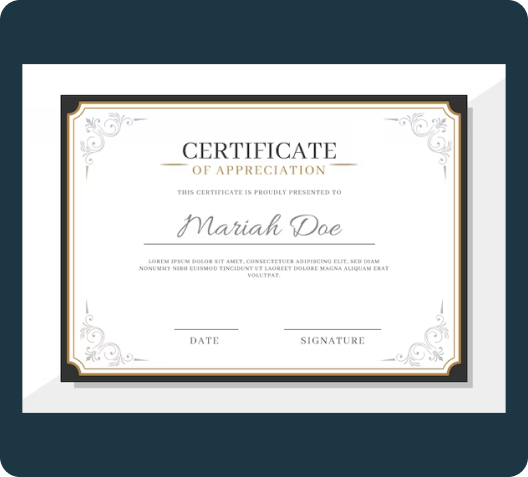 CERTIFICATE
OF APPRECIATION
THIS CERTIFICATE IS PROUDLY PRESENTED TO
Mariah Doe
LOREM IPSUM DOLOR SIT AMET, CONSECTETUER ADIPISCING ELIT, SED DIAM
NONUMMY NIBH EUISMOD TINCIDUNT UT LAOREET DOLORE MAGNA ALIQUAM ERAT
VOLUTPAT.
DATE SIGNATURE